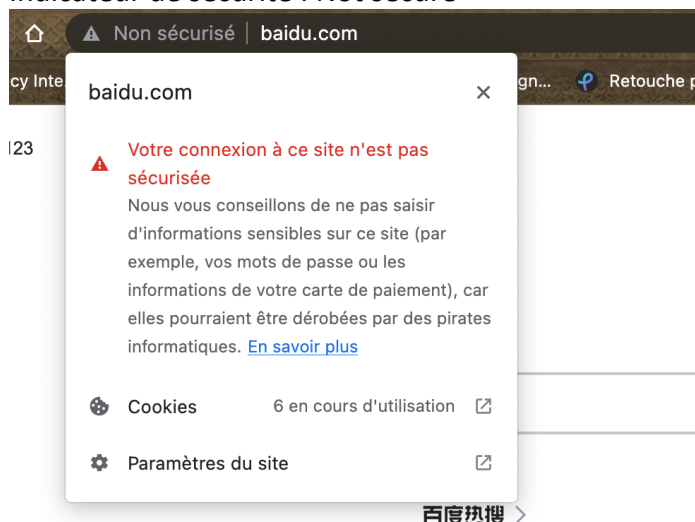 Non sécurisé | baidu.com
cy Inte
gn...
Retouche p
baidu.com
123
Votre connexion à ce site n'est pas
sécurisée
Nous vous conseillons de ne pas saisir
d'informations sensibles sur ce site (par
exemple, vos mots de passe ou les
informations de votre carte de paiement), car
elles pourraient être dérobées par des pirates
informatiques. En savoir plus
Cookies 6 en cours d'utilisation
Paramètres du site
百度热搜 >